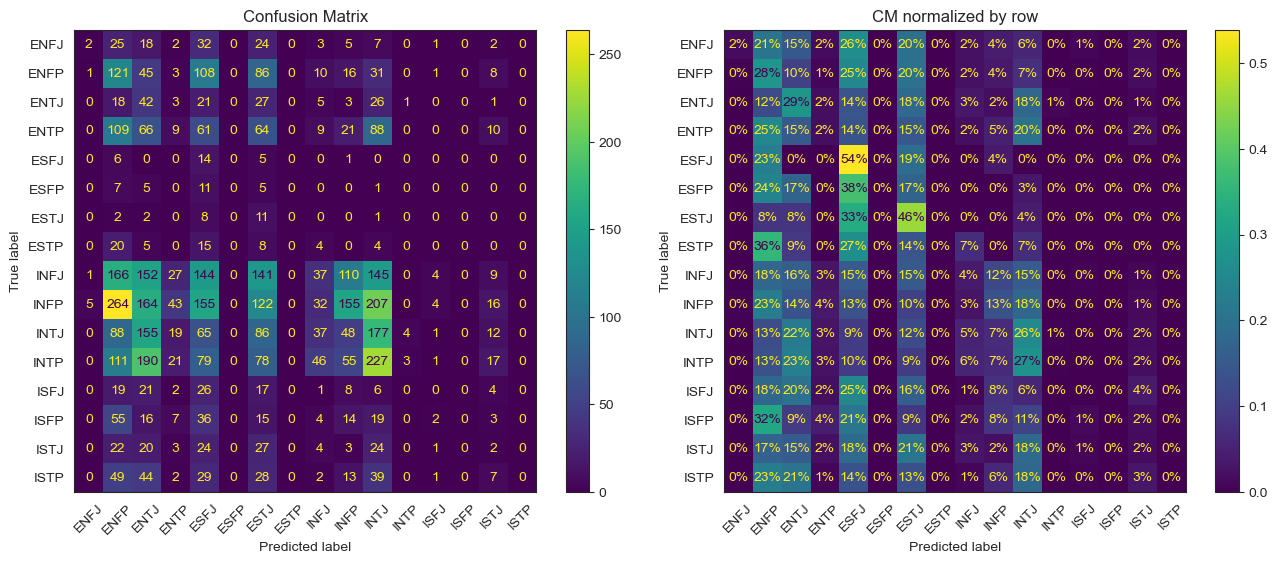 Confusion Matrix
True label
ENFJ 2 25 18 2 32 0 24 0 3 5 7 0 1 0 2 0
ENFP 1 121 45 3 108 0 86 0 10 16 31 0 1 0 8 0
ENTJ 0 18 42 3 21 0 27 0 5 3 26 1 0 0 1 0
ENTP 0 109 66 9 61 0 64 0 9 21 88 0 0 0 10 0
ESFJ 0 6 0 0 14 0 5 0 0 1 0 0 0 0 0 0
ESFP 0 7 5 0 11 0 5 0 0 0 1 0 0 0 0 0
ESTJ 0 2 2 0 8 0 11 0 0 0 1 0 0 0 0 0
ESTP 0 20 5 0 15 0 8 0 4 0 4 0 0 0 0 0
INFJ 1 166 152 27 144 0 141 0 37 110 145 0 4 0 9 0
INFP 5 264 164 43 155 0 122 0 32 155 207 0 4 0 16 0
INTJ 0 88 155 19 65 0 86 0 37 48 177 4 1 0 12 0
INTP 0 111 190 21 79 0 78 0 46 55 227 3 1 0 17 0
ISFJ 0 19 21 2 26 0 17 0 1 8 6 0 0 0 4 0
ISFP 0 55 16 7 36 0 15 0 4 14 19 0 2 0 3 0
ISTJ 0 22 20 3 24 0 27 0 4 3 24 0 1 0 2 0
ISTP 0 49 44 2 29 0 28 0 2 13 39 0 1 0 7 0
ENFJ ENFP ENTJ ENTP ESFJ ESFP ESTJ ESTP INFJ INFP INTJ INTP ISFJ ISFP ISTJ ISTP
Predicted label
250
200
150
100
50
0
CM normalized by row
True label
ENFJ 2% 21% 15% 2% 26% 0% 20% 0% 2% 4% 6% 0% 1% 0% 2% 0%
ENFP 0% 28% 10% 1% 25% 0% 20% 0% 2% 4% 7% 0% 0% 0% 2% 0%
ENTJ 0% 12% 29% 2% 14% 0% 18% 0% 3% 2% 18% 1% 0% 0% 1% 0%
ENTP 0% 25% 15% 2% 14% 0% 15% 0% 2% 5% 20% 0% 0% 0% 2% 0%
ESFJ 0% 23% 0% 0% 54% 0% 19% 0% 0% 4% 0% 0% 0% 0% 0% 0%
ESFP 0% 24% 17% 0% 38% 0% 17% 0% 0% 0% 3% 0% 0% 0% 0% 0%
ESTJ 0% 8% 8% 0% 33% 0% 46% 0% 0% 0% 4% 0% 0% 0% 0% 0%
ESTP 0% 36% 9% 0% 27% 0% 14% 0% 7% 0% 7% 0% 0% 0% 0% 0%
INFJ 0% 18% 16% 3% 15% 0% 15% 0% 4% 12% 15% 0% 0% 0% 1% 0%
INFP 0% 23% 14% 4% 13% 0% 10% 0% 3% 13% 18% 0% 0% 0% 1% 0%
INTJ 0% 13% 22% 3% 9% 0% 12% 0% 5% 7% 26% 1% 0% 0% 2% 0%
INTP 0% 13% 23% 3% 10% 0% 9% 0% 6% 7% 27% 0% 0% 0% 2% 0%
ISFJ 0% 18% 20% 2% 25% 0% 16% 0% 1% 8% 6% 0% 0% 0% 4% 0%
ISFP 0% 32% 9% 4% 21% 0% 9% 0% 2% 8% 11% 0% 1% 0% 2% 0%
ISTJ 0% 17% 15% 2% 18% 0% 21% 0% 3% 2% 18% 0% 1% 0% 2% 0%
ISTP 0% 23% 21% 1% 14% 0% 13% 0% 1% 6% 18% 0% 0% 0% 3% 0%
ENFJ ENFP ENTJ ENTP ESFJ ESFP ESTJ ESTP INFJ INFP INTJ INTP ISFJ ISFP ISTJ ISTP
Predicted label
0.5
0.4
0.3
0.2
0.1
0.0